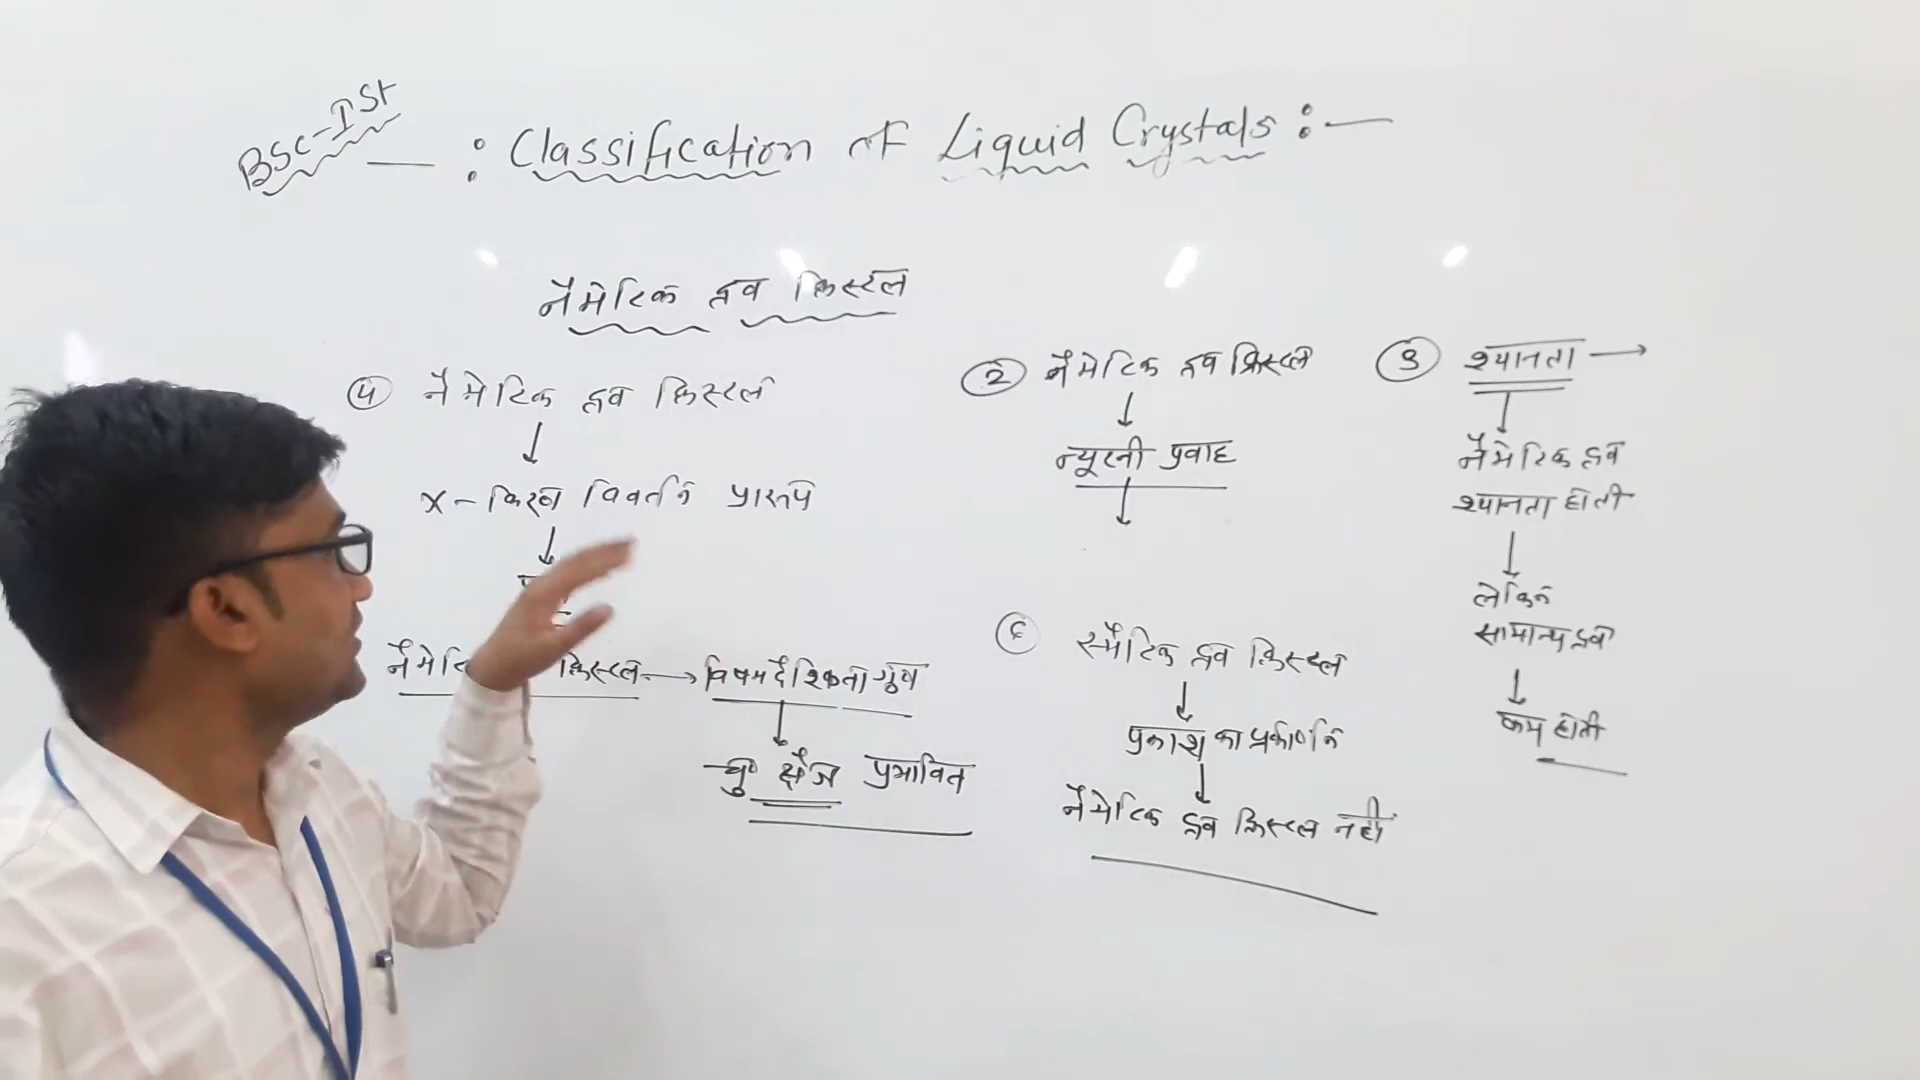 BSc-Ist
— : Classification of Liquid Crystals :—
नैमेटिक द्रव क्रिस्टल
④ नैमेटिक द्रव क्रिस्टल
↓
x-किरण विवर्तन प्रारूप
↓
क्रिस्टल → विषमदैशिकता गुण
↓
चु० क्षेत्र प्रभावित
② नैमेटिक द्रव क्रिस्टल
↓
न्यूटनी प्रवाह
↓
स्मैटिक द्रव क्रिस्टल
↓
प्रकाश का प्रकीर्णन
↓
नैमेटिक द्रव क्रिस्टल नही
③ श्यानता →
↓
नैमेटिक द्रव
श्यानता होती
↓
लेकिन
सामान्य द्रव
↓
कम होती